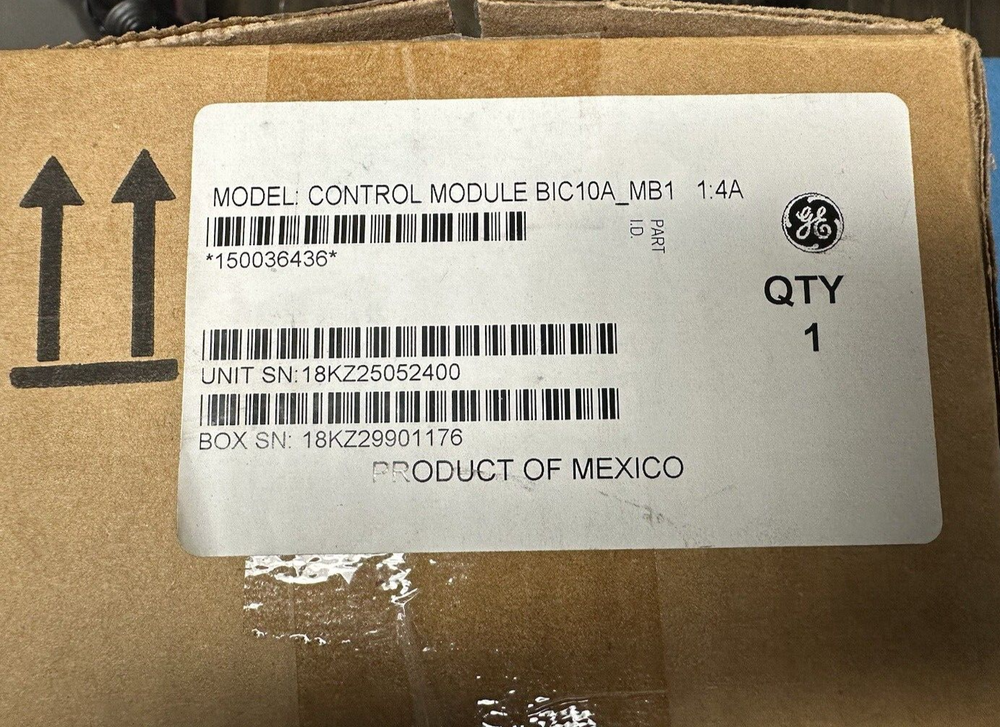 MODEL: CONTROL MODULE BIC10A_MB1 1:4A
PART
I.D.
*150036436*
GE
QTY
1
UNIT SN:18KZ25052400
BOX SN: 18KZ29901176
PRODUCT OF MEXICO